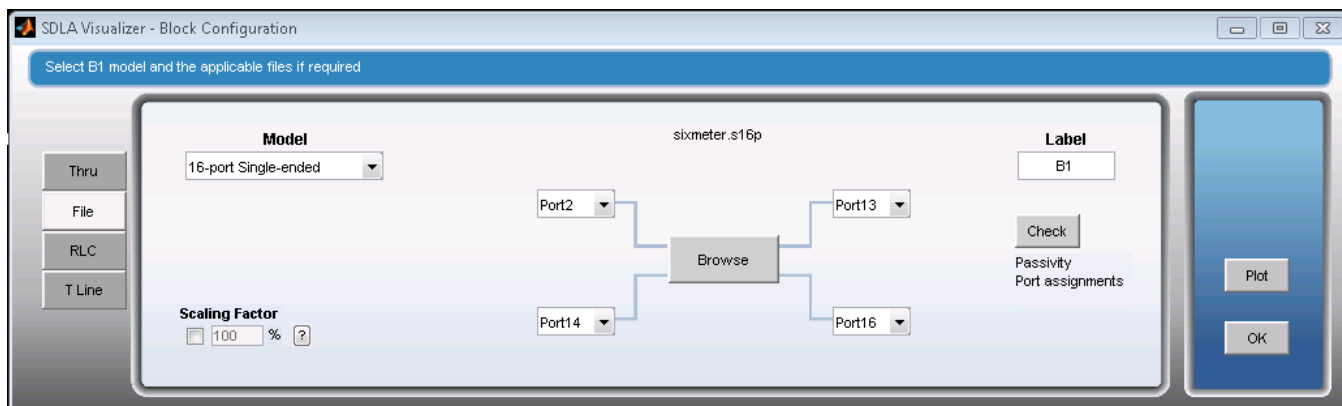 SDLA Visualizer - Block Configuration
Select B1 model and the applicable files if required
Thru
File
RLC
T Line
Model
16-port Single-ended
Scaling Factor
100 % ?
sixmeter.s16p
Port2
Port13
Browse
Port14
Port16
Label
B1
Check
Passivity
Port assignments
Plot
OK